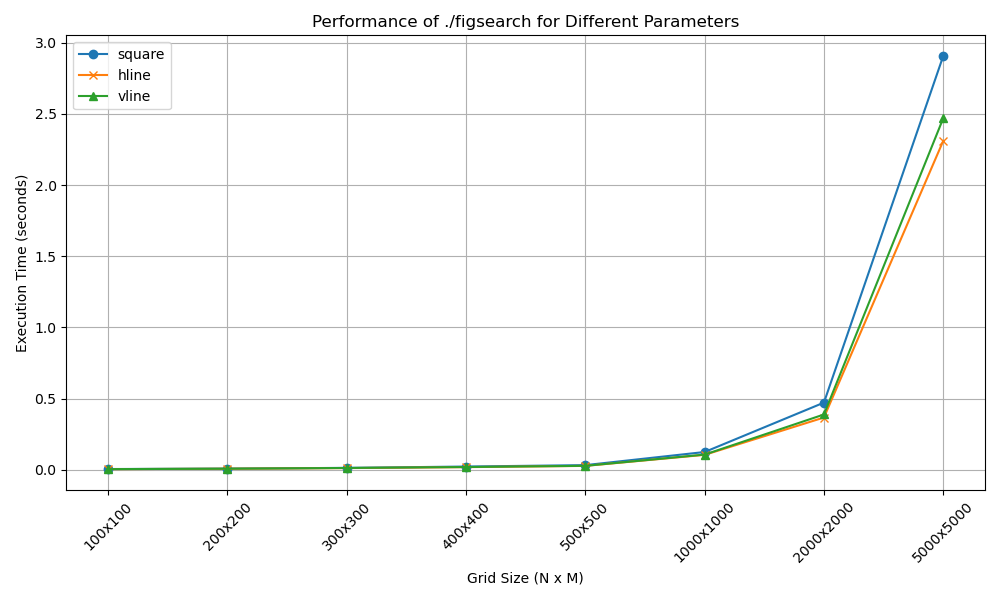 Performance of ./figsearch for Different Parameters
square
hline
vline
3.0
2.5
2.0
1.5
1.0
0.5
0.0
Execution Time (seconds)
100x100
200x200
300x300
400x400
500x500
1000x1000
2000x2000
5000x5000
Grid Size (N x M)